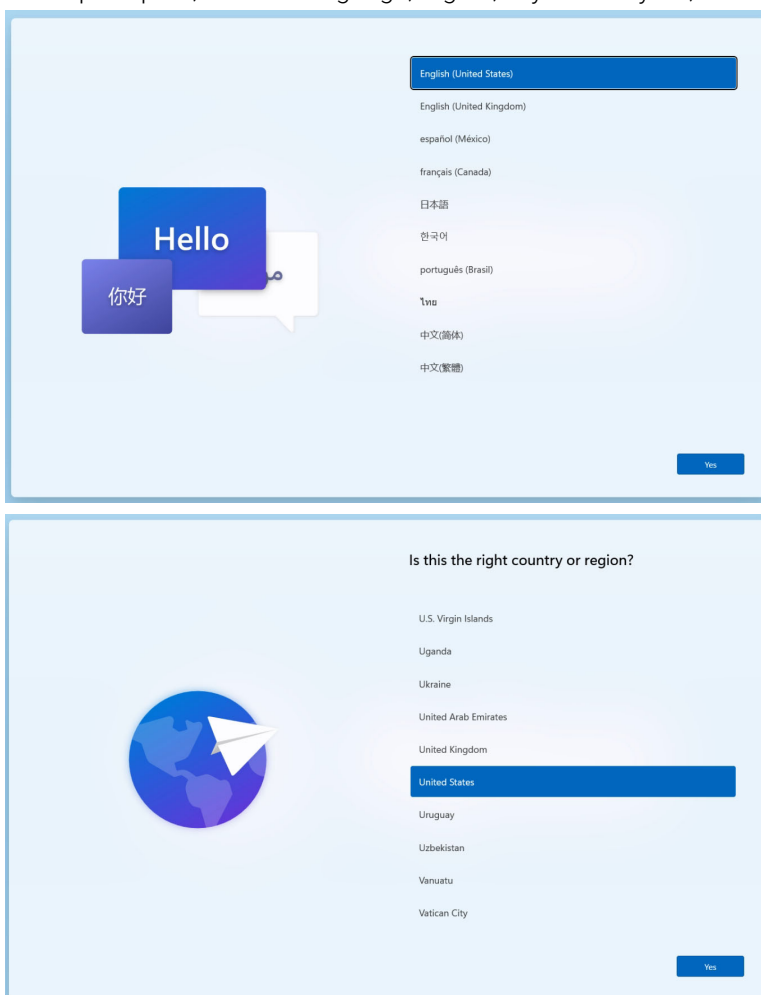 English (United States)
English (United Kingdom)
español (México)
français (Canada)
日本語
한국어
português (Brasil)
ไทย
中文(简体)
中文(繁體)
Hello
你好
Yes
Is this the right country or region?
U.S. Virgin Islands
Uganda
Ukraine
United Arab Emirates
United Kingdom
United States
Uruguay
Uzbekistan
Vanuatu
Vatican City
Yes